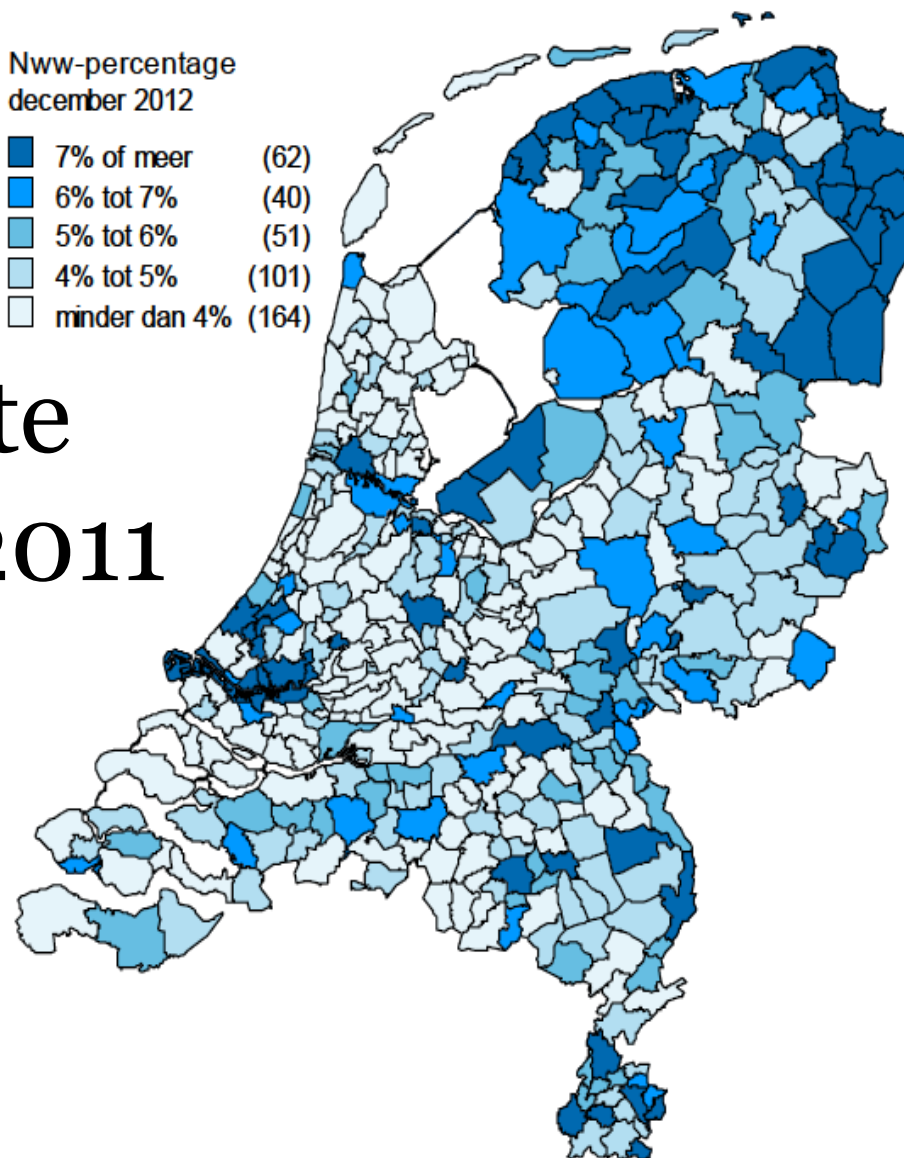 Nww-percentage
december 2012
7% of meer (62)
6% tot 7% (40)
5% tot 6% (51)
4% tot 5% (101)
minder dan 4% (164)
te
2011